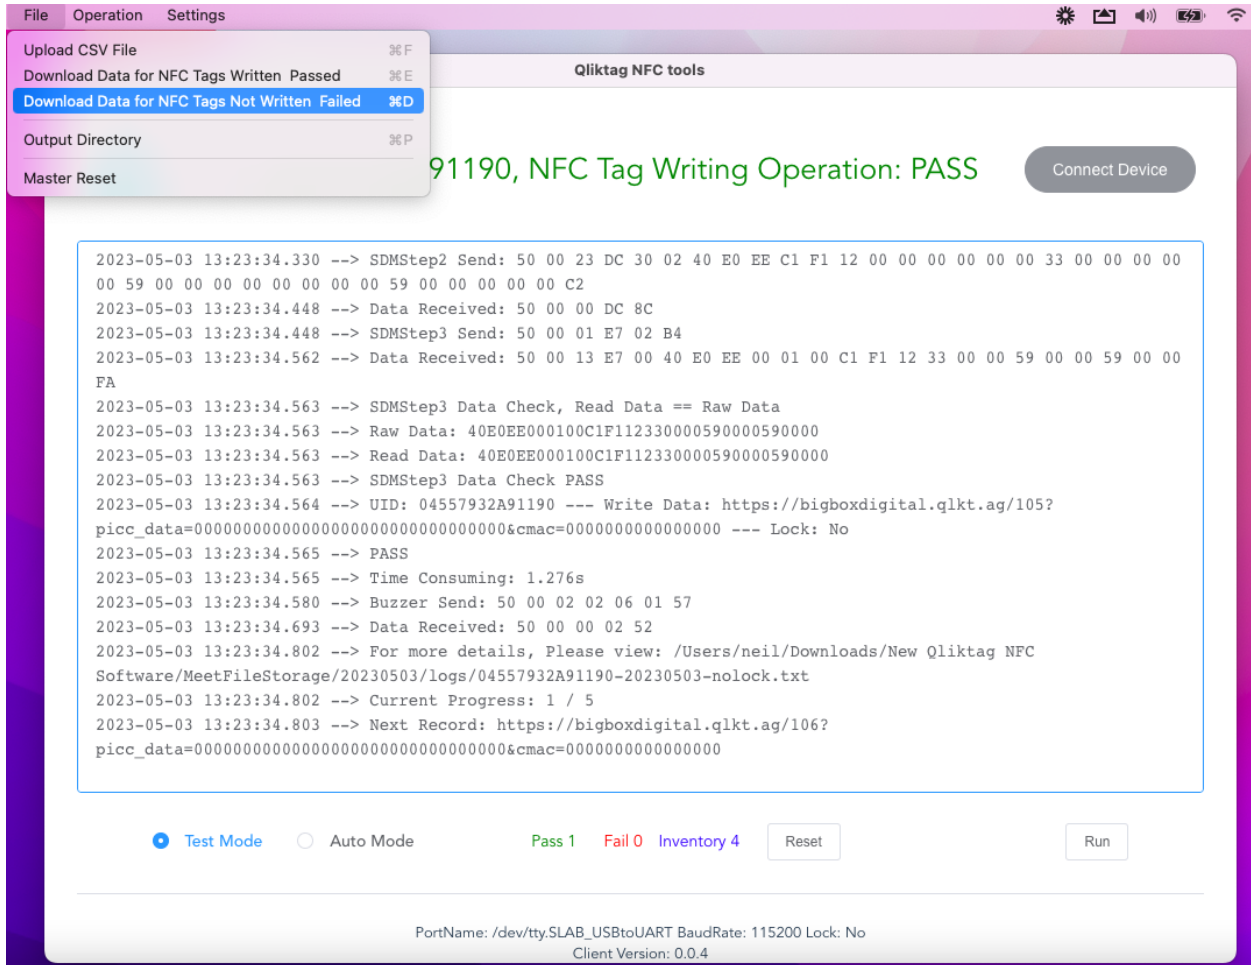 File Operation Settings
Upload CSV File ⌘F
Download Data for NFC Tags Written  Passed ⌘E
Download Data for NFC Tags Not Written  Failed ⌘D
Output Directory ⌘P
Master Reset
Qliktag NFC tools
91190, NFC Tag Writing Operation: PASS
Connect Device
2023-05-03 13:23:34.330 --> SDMStep2 Send: 50 00 23 DC 30 02 40 E0 EE C1 F1 12 00 00 00 00 00 00 33 00 00 00 00
00 59 00 00 00 00 00 00 00 00 59 00 00 00 00 00 C2
2023-05-03 13:23:34.448 --> Data Received: 50 00 00 DC 8C
2023-05-03 13:23:34.448 --> SDMStep3 Send: 50 00 01 E7 02 B4
2023-05-03 13:23:34.562 --> Data Received: 50 00 13 E7 00 40 E0 EE 00 01 00 C1 F1 12 33 00 00 59 00 00 59 00 00
FA
2023-05-03 13:23:34.563 --> SDMStep3 Data Check, Read Data == Raw Data
2023-05-03 13:23:34.563 --> Raw Data: 40E0EE000100C1F112330000590000590000
2023-05-03 13:23:34.563 --> Read Data: 40E0EE000100C1F112330000590000590000
2023-05-03 13:23:34.563 --> SDMStep3 Data Check PASS
2023-05-03 13:23:34.564 --> UID: 04557932A91190 --- Write Data: https://bigboxdigital.qlkt.ag/105?
picc_data=00000000000000000000000000000000&cmac=0000000000000000 --- Lock: No
2023-05-03 13:23:34.565 --> PASS
2023-05-03 13:23:34.565 --> Time Consuming: 1.276s
2023-05-03 13:23:34.580 --> Buzzer Send: 50 00 02 02 06 01 57
2023-05-03 13:23:34.693 --> Data Received: 50 00 00 02 52
2023-05-03 13:23:34.802 --> For more details, Please view: /Users/neil/Downloads/New Qliktag NFC
Software/MeetFileStorage/20230503/logs/04557932A91190-20230503-nolock.txt
2023-05-03 13:23:34.802 --> Current Progress: 1 / 5
2023-05-03 13:23:34.803 --> Next Record: https://bigboxdigital.qlkt.ag/106?
picc_data=00000000000000000000000000000000&cmac=0000000000000000
Test Mode Auto Mode Pass 1 Fail 0 Inventory 4 Reset Run
PortName: /dev/tty.SLAB_USBtoUART BaudRate: 115200 Lock: No
Client Version: 0.0.4